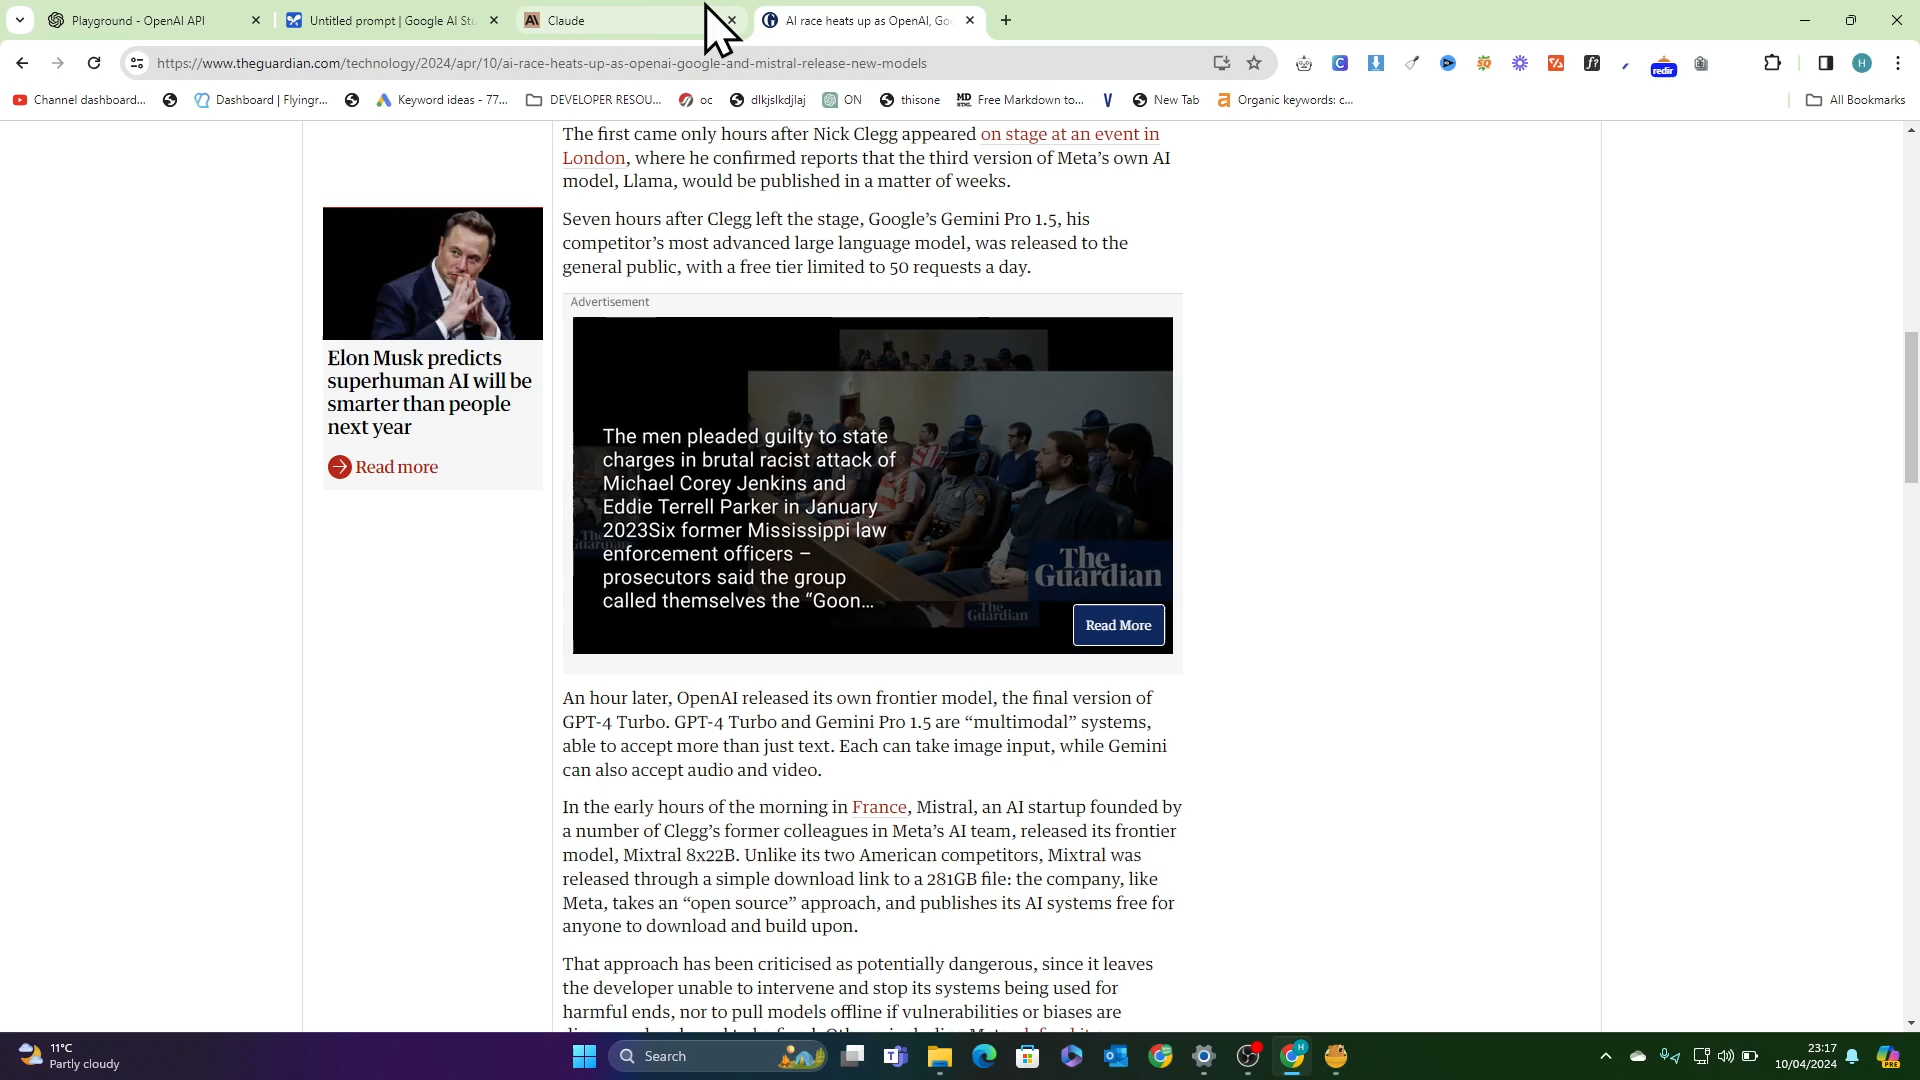 Playground - OpenAI API
Untitled prompt | Google AI Stu
Claude
AI race heats up as OpenAI, Goo
https://www.theguardian.com/technology/2024/apr/10/ai-race-heats-up-as-openai-google-and-mistral-release-new-models
redir
H
Channel dashboard...
Dashboard | Flyingr...
Keyword ideas - 77...
DEVELOPER RESOU...
oc
dlkjslkdjlaj
ON
thisone
Free Markdown to...
New Tab
Organic keywords: c...
All Bookmarks
The first came only hours after Nick Clegg appeared on stage at an event in
London, where he confirmed reports that the third version of Meta’s own AI
model, Llama, would be published in a matter of weeks.
Seven hours after Clegg left the stage, Google’s Gemini Pro 1.5, his
competitor’s most advanced large language model, was released to the
general public, with a free tier limited to 50 requests a day.
Elon Musk predicts
superhuman AI will be
smarter than people
next year
Read more
Advertisement
The men pleaded guilty to state
charges in brutal racist attack of
Michael Corey Jenkins and
Eddie Terrell Parker in January
2023Six former Mississippi law
enforcement officers –
prosecutors said the group
called themselves the “Goon...
The
Guardian
The
Guardian
Read More
An hour later, OpenAI released its own frontier model, the final version of
GPT-4 Turbo. GPT-4 Turbo and Gemini Pro 1.5 are “multimodal” systems,
able to accept more than just text. Each can take image input, while Gemini
can also accept audio and video.
In the early hours of the morning in France, Mistral, an AI startup founded by
a number of Clegg’s former colleagues in Meta’s AI team, released its frontier
model, Mixtral 8x22B. Unlike its two American competitors, Mixtral was
released through a simple download link to a 281GB file: the company, like
Meta, takes an “open source” approach, and publishes its AI systems free for
anyone to download and build upon.
That approach has been criticised as potentially dangerous, since it leaves
the developer unable to intervene and stop its systems being used for
harmful ends, nor to pull models offline if vulnerabilities or biases are
11°C
Partly cloudy
Search
23:17
10/04/2024